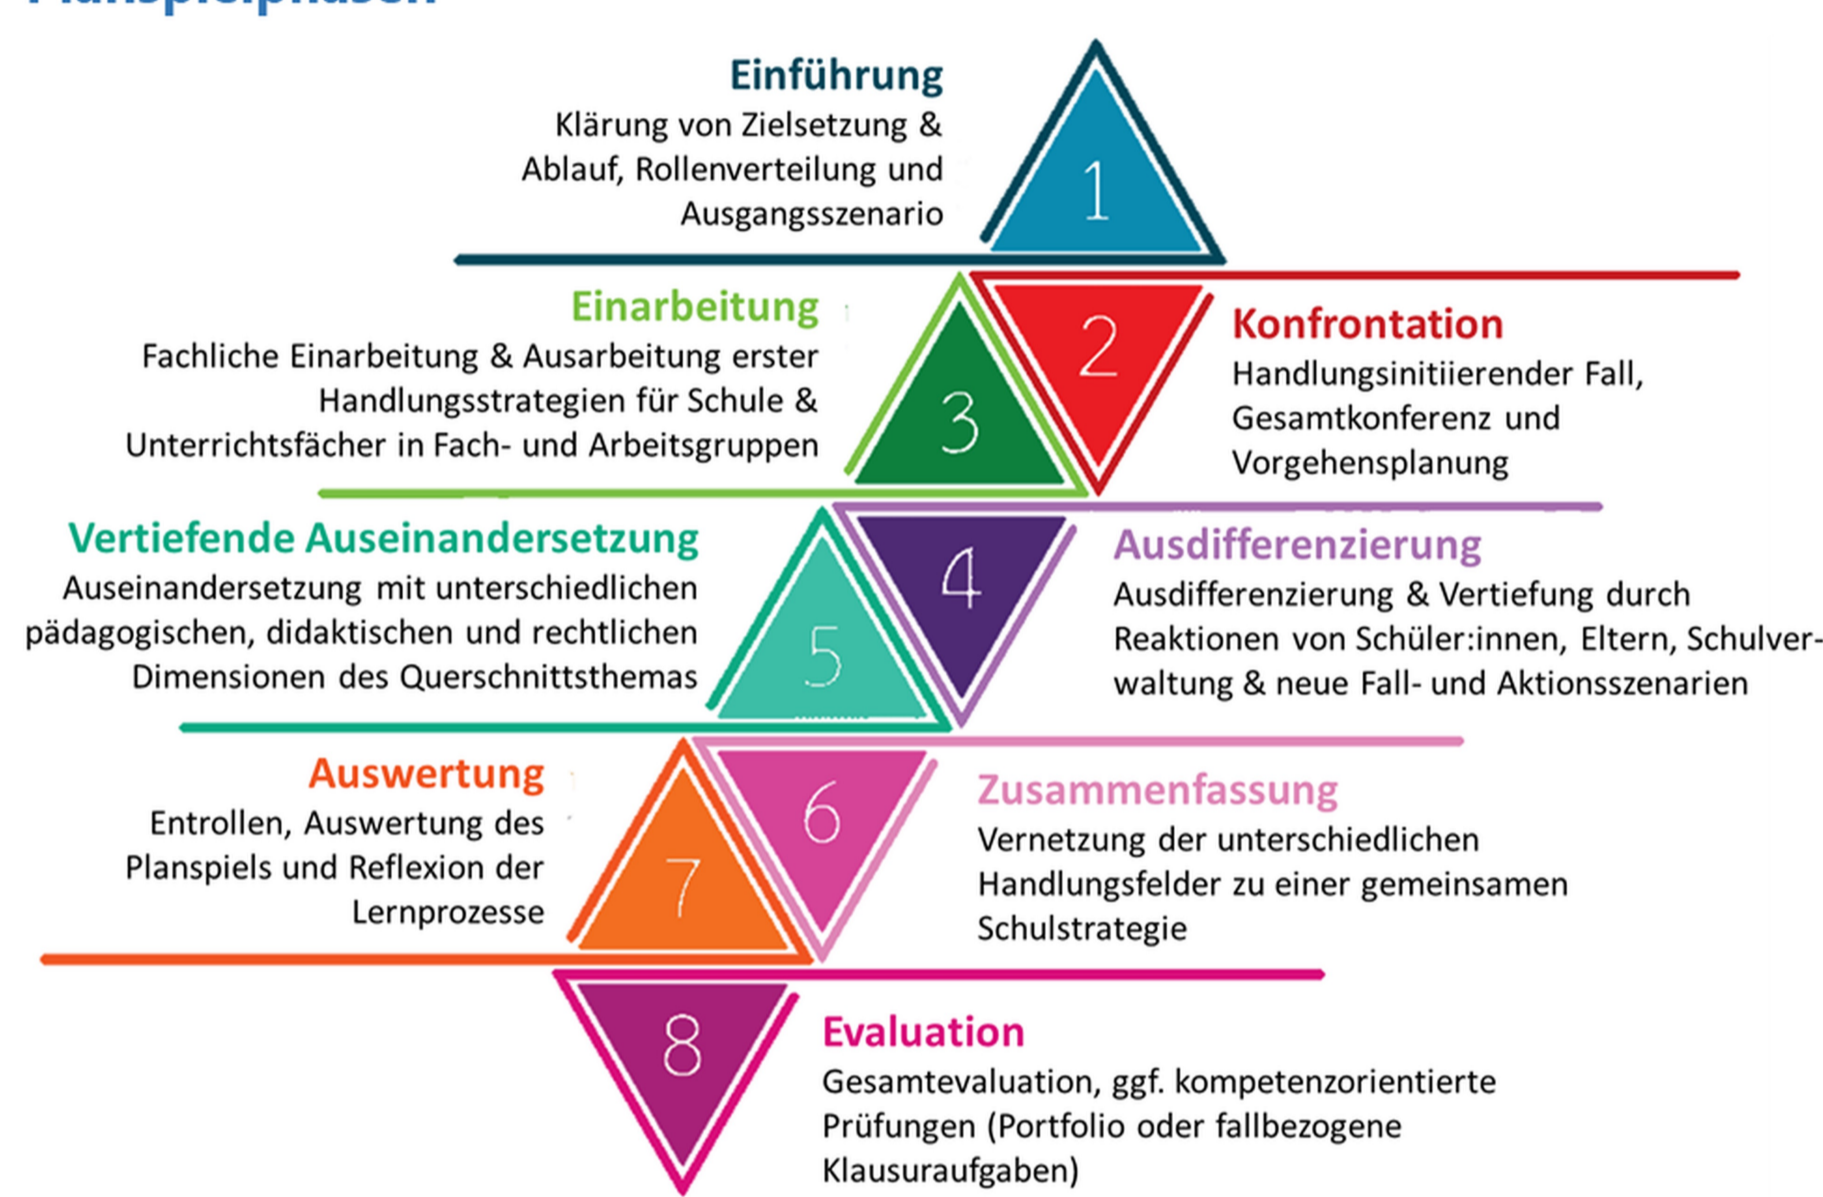 Planspielphasen
Einführung
Klärung von Zielsetzung &
Ablauf, Rollenverteilung und
Ausgangsszenario
1
2
Konfrontation
Handlungsinitiierender Fall,
Gesamtkonferenz und
Vorgehensplanung
Einarbeitung
Fachliche Einarbeitung & Ausarbeitung erster
Handlungsstrategien für Schule &
Unterrichtsfächer in Fach- und Arbeitsgruppen
3
4
Ausdifferenzierung
Ausdifferenzierung & Vertiefung durch
Reaktionen von Schüler:innen, Eltern, Schulver-
waltung & neue Fall- und Aktionsszenarien
Vertiefende Auseinandersetzung
Auseinandersetzung mit unterschiedlichen
pädagogischen, didaktischen und rechtlichen
Dimensionen des Querschnittsthemas
5
6
Zusammenfassung
Vernetzung der unterschiedlichen
Handlungsfelder zu einer gemeinsamen
Schulstrategie
Auswertung
Entrollen, Auswertung des
Planspiels und Reflexion der
Lernprozesse
7
8
Evaluation
Gesamtevaluation, ggf. kompetenzorientierte
Prüfungen (Portfolio oder fallbezogene
Klausuraufgaben)